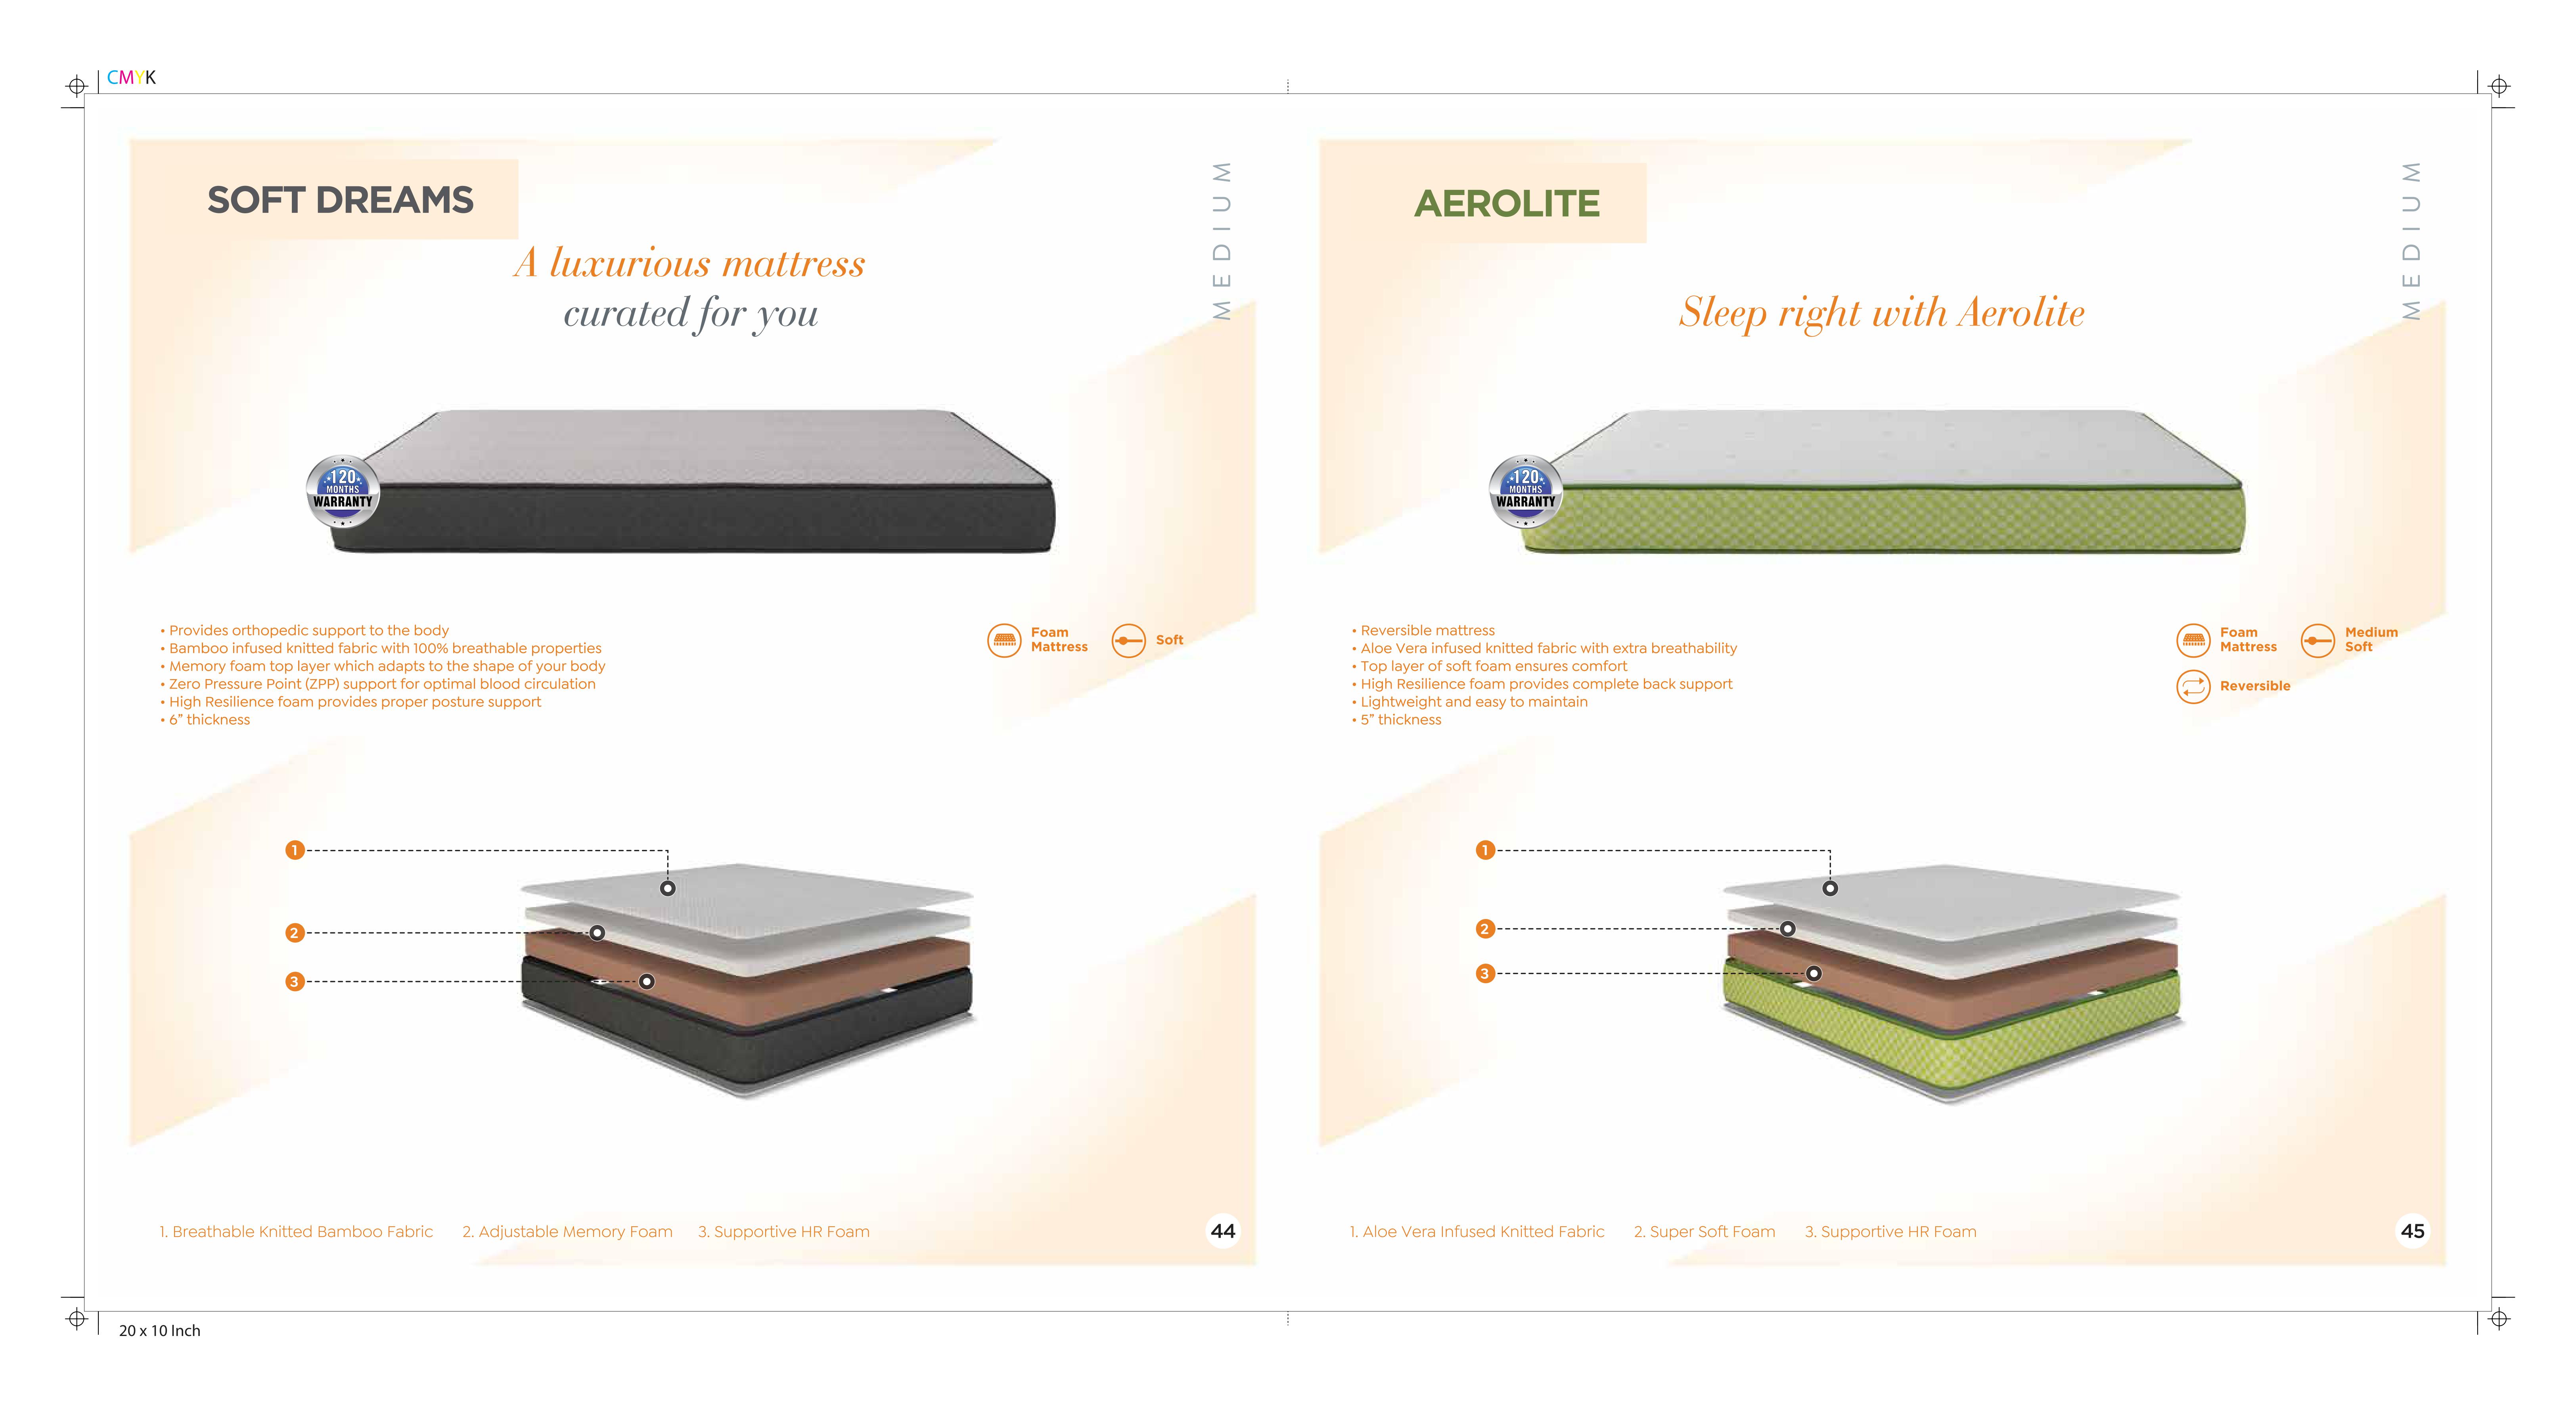 CMYK
SOFT DREAMS
A luxurious mattress
curated for you
MEDIUM
120
MONTHS
WARRANTY
• Provides orthopedic support to the body
• Bamboo infused knitted fabric with 100% breathable properties
• Memory foam top layer which adapts to the shape of your body
• Zero Pressure Point (ZPP) support for optimal blood circulation
• High Resilience foam provides proper posture support
• 6” thickness
Foam
Mattress
Soft
1
2
3
1. Breathable Knitted Bamboo Fabric 2. Adjustable Memory Foam 3. Supportive HR Foam
44
AEROLITE
Sleep right with Aerolite
MEDIUM
120
MONTHS
WARRANTY
• Reversible mattress
• Aloe Vera infused knitted fabric with extra breathability
• Top layer of soft foam ensures comfort
• High Resilience foam provides complete back support
• Lightweight and easy to maintain
• 5” thickness
Foam
Mattress
Medium
Soft
Reversible
1
2
3
1. Aloe Vera Infused Knitted Fabric 2. Super Soft Foam 3. Supportive HR Foam
45
20 x 10 Inch